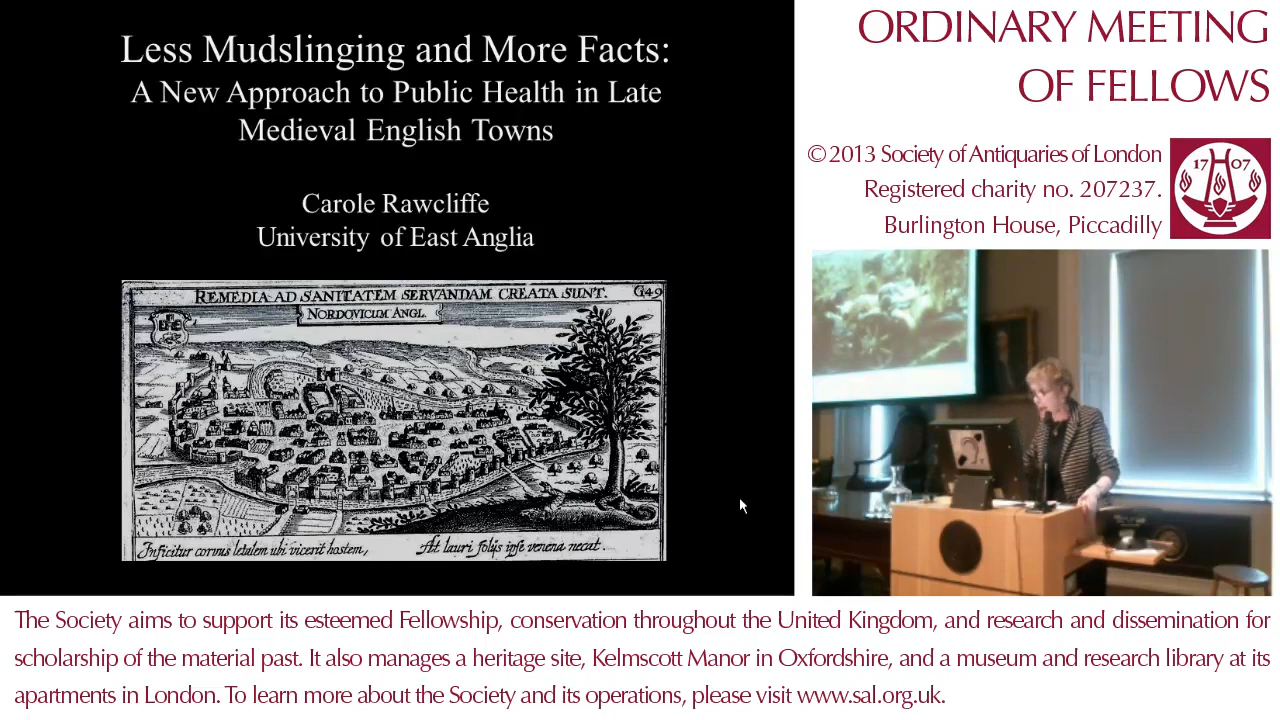 Less Mudslinging and More Facts:
A New Approach to Public Health in Late
Medieval English Towns
Carole Rawcliffe
University of East Anglia
REMEDIA AD SANITATEM SERVANDAM CREATA SUNT. G49
NORDOVICUM ANGL.
Inficitur corvus letalem ubi vicerit hostem,
At lauri folijs ipse venena necat.
ORDINARY MEETING
OF FELLOWS
© 2013 Society of Antiquaries of London
Registered charity no. 207237.
Burlington House, Piccadilly
17 07
The Society aims to support its esteemed Fellowship, conservation throughout the United Kingdom, and research and dissemination for
scholarship of the material past. It also manages a heritage site, Kelmscott Manor in Oxfordshire, and a museum and research library at its
apartments in London. To learn more about the Society and its operations, please visit www.sal.org.uk.